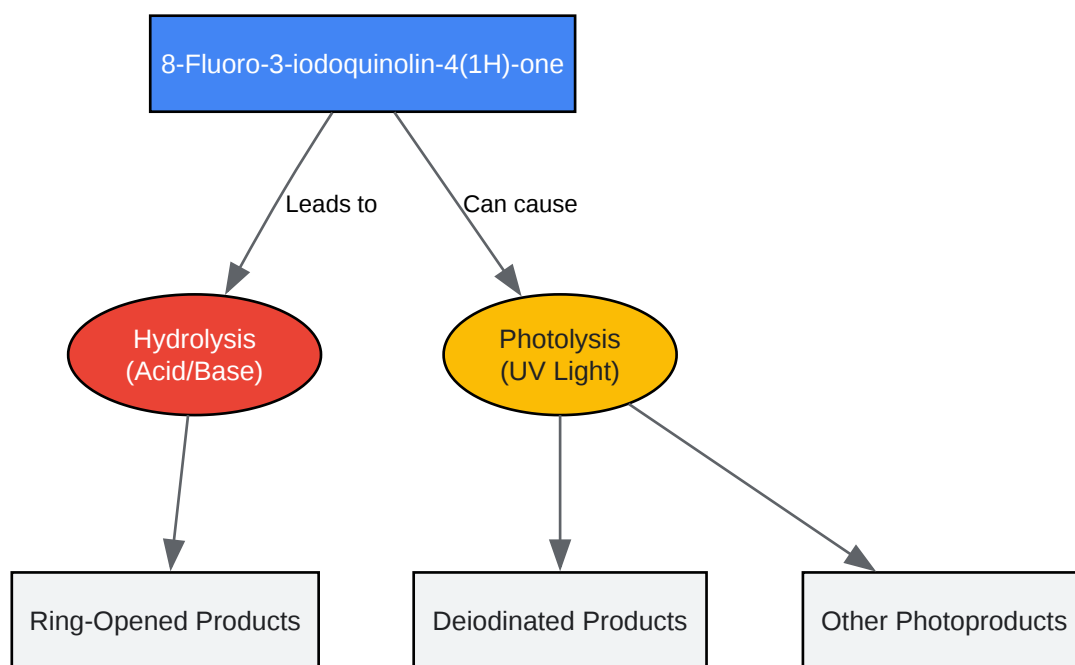 8-Fluoro-3-iodoquinolin-4(1H)-one
Leads to
Can cause
Hydrolysis
(Acid/Base)
Photolysis
(UV Light)
Ring-Opened Products
Deiodinated Products
Other Photoproducts